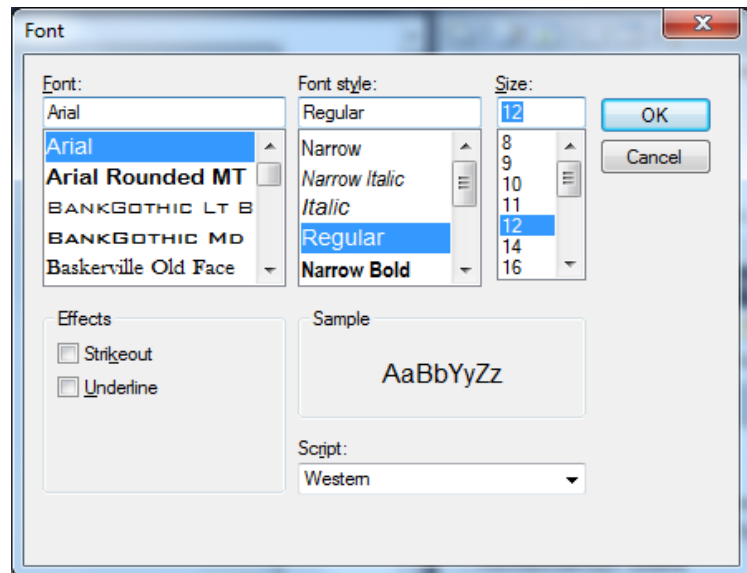 Font
Font:
Arial
Arial
Arial Rounded MT
BankGothic Lt B
BankGothic Md
Baskerville Old Face
Font style:
Regular
Narrow
Narrow Italic
Italic
Regular
Narrow Bold
Size:
12
8
9
10
11
12
14
16
OK
Cancel
Effects
Strikeout
Underline
Sample
AaBbYyZz
Script:
Western